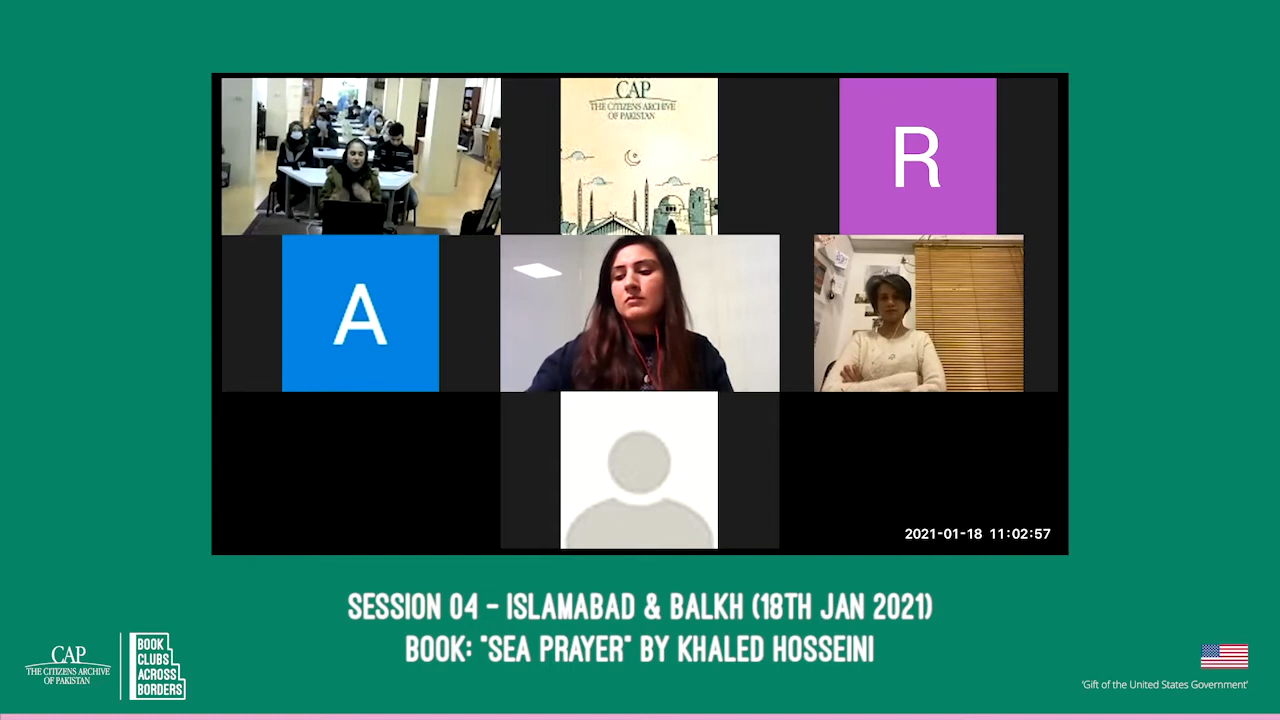 CAP
THE CITIZENS ARCHIVE
OF PAKISTAN
R
A
2021-01-18 11:02:57
SESSION 04 - ISLAMABAD & BALKH (18TH JAN 2021)
BOOK: "SEA PRAYER" BY KHALED HOSSEINI
CAP
THE CITIZENS ARCHIVE
OF PAKISTAN
BOOK
CLUBS
ACROSS
BORDERS
'Gift of the United States Government'